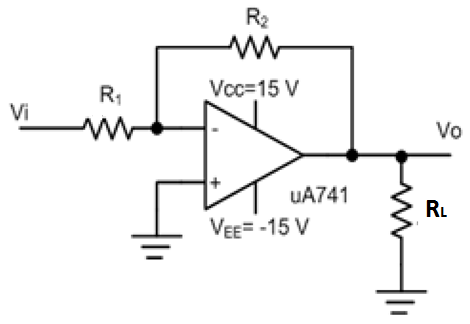 R2
Vcc=15 V
R1
Vi
-
Vo
+
uA741
RL
VEE= -15 V